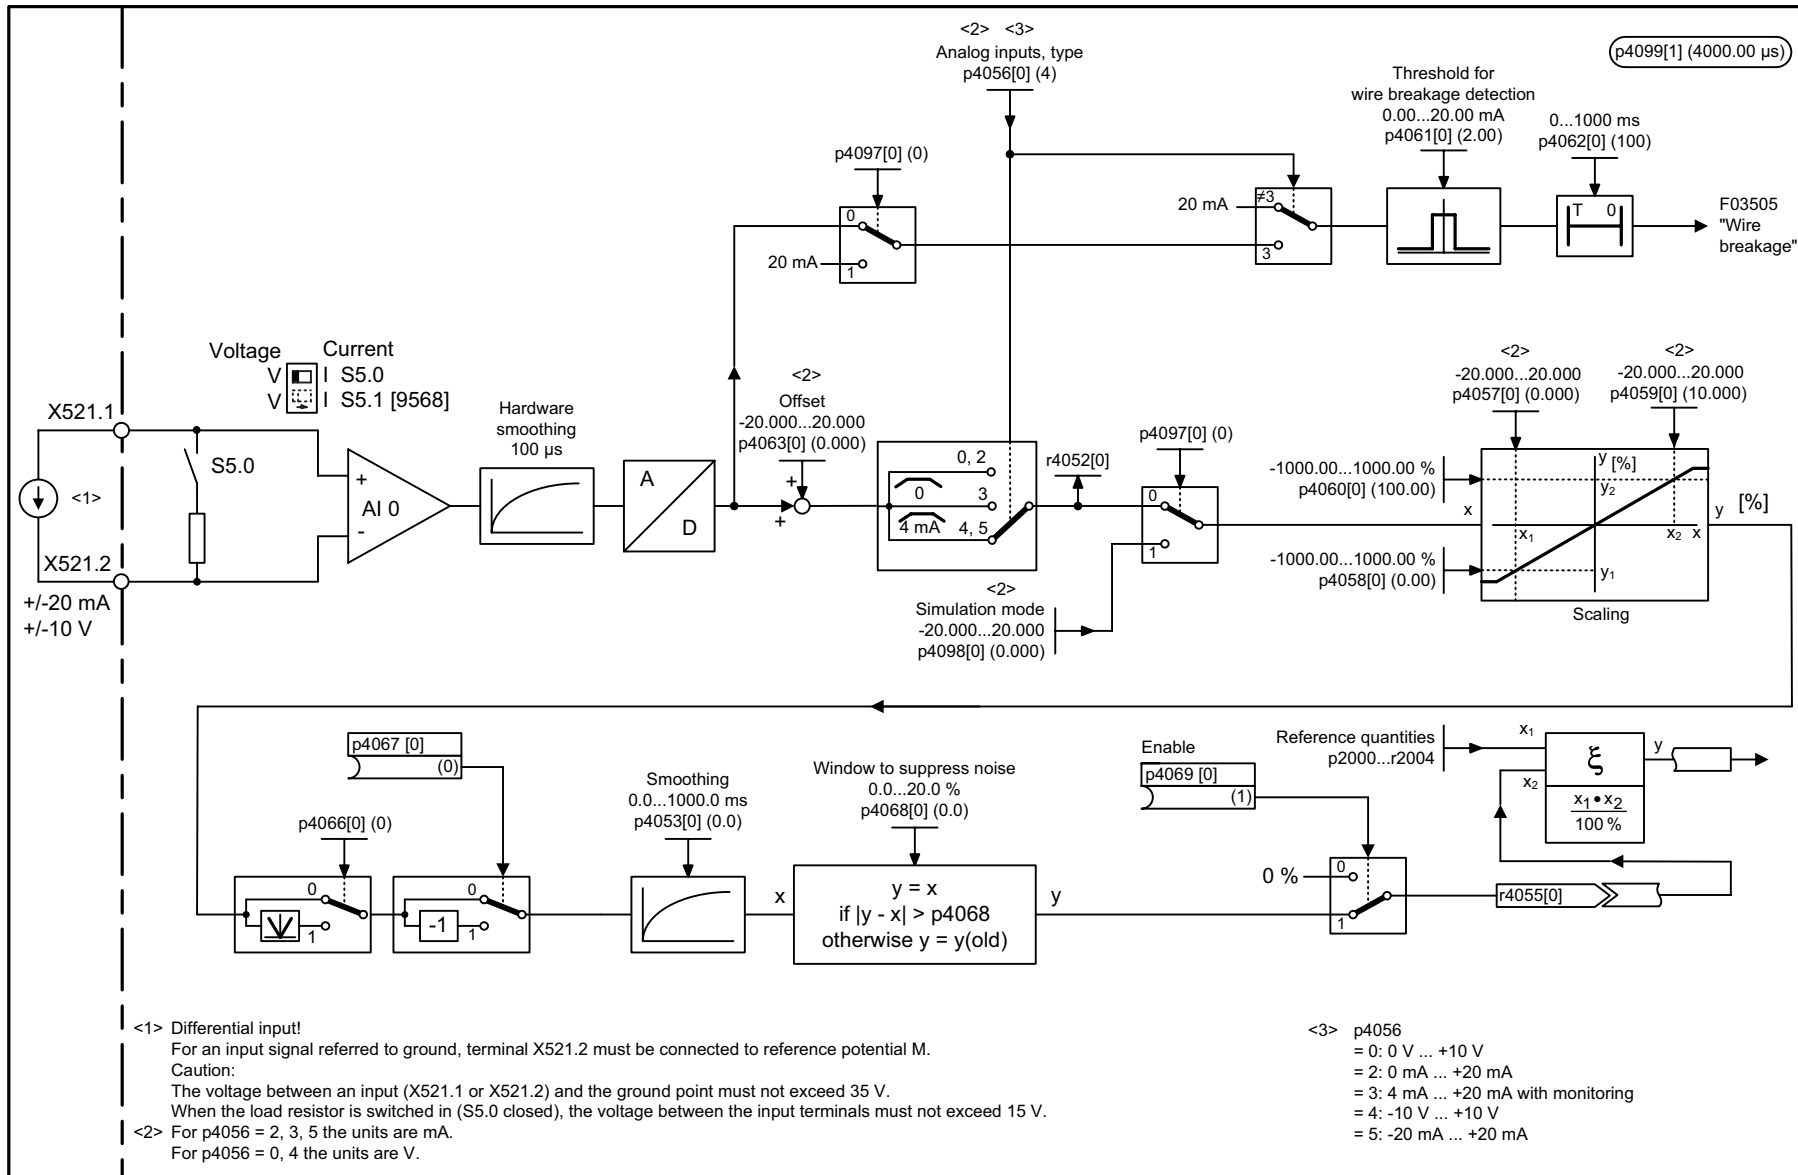 <2> <3>
Analog inputs, type
p4056[0] (4)
p4099[1] (4000.00 µs)
Threshold for
wire breakage detection
0.00...20.00 mA
p4061[0] (2.00)
0...1000 ms
p4062[0] (100)
p4097[0] (0)
0
20 mA
1
20 mA
≠3
3
T 0
F03505
"Wire
breakage"
Voltage Current
V I S5.0
V I S5.1 [9568]
X521.1
S5.0
<1>
X521.2
+/-20 mA
+/-10 V
+
AI 0
-
Hardware
smoothing
100 µs
A
D
<2>
Offset
-20.000...20.000
p4063[0] (0.000)
+
+
0, 2
0
3
4 mA
4, 5
r4052[0]
p4097[0] (0)
0
1
<2>
Simulation mode
-20.000...20.000
p4098[0] (0.000)
<2>
-20.000...20.000
p4057[0] (0.000)
<2>
-20.000...20.000
p4059[0] (10.000)
-1000.00...1000.00 %
p4060[0] (100.00)
x
-1000.00...1000.00 %
p4058[0] (0.00)
y [%]
y2
x1
x2 x
y1
y [%]
Scaling
p4067 [0]
(0)
p4066[0] (0)
0
1
0
-1
1
Smoothing
0.0...1000.0 ms
p4053[0] (0.0)
Window to suppress noise
0.0...20.0 %
p4068[0] (0.0)
x
y = x
if |y - x| > p4068
otherwise y = y(old)
y
Enable
p4069 [0]
(1)
0 %
0
1
Reference quantities
p2000...r2004
x1
x2
ξ
x1 • x2
100 %
y
r4055[0]
<1> Differential input!
For an input signal referred to ground, terminal X521.2 must be connected to reference potential M.
Caution:
The voltage between an input (X521.1 or X521.2) and the ground point must not exceed 35 V.
When the load resistor is switched in (S5.0 closed), the voltage between the input terminals must not exceed 15 V.
<2> For p4056 = 2, 3, 5 the units are mA.
For p4056 = 0, 4 the units are V.
<3> p4056
= 0: 0 V ... +10 V
= 2: 0 mA ... +20 mA
= 3: 4 mA ... +20 mA with monitoring
= 4: -10 V ... +10 V
= 5: -20 mA ... +20 mA